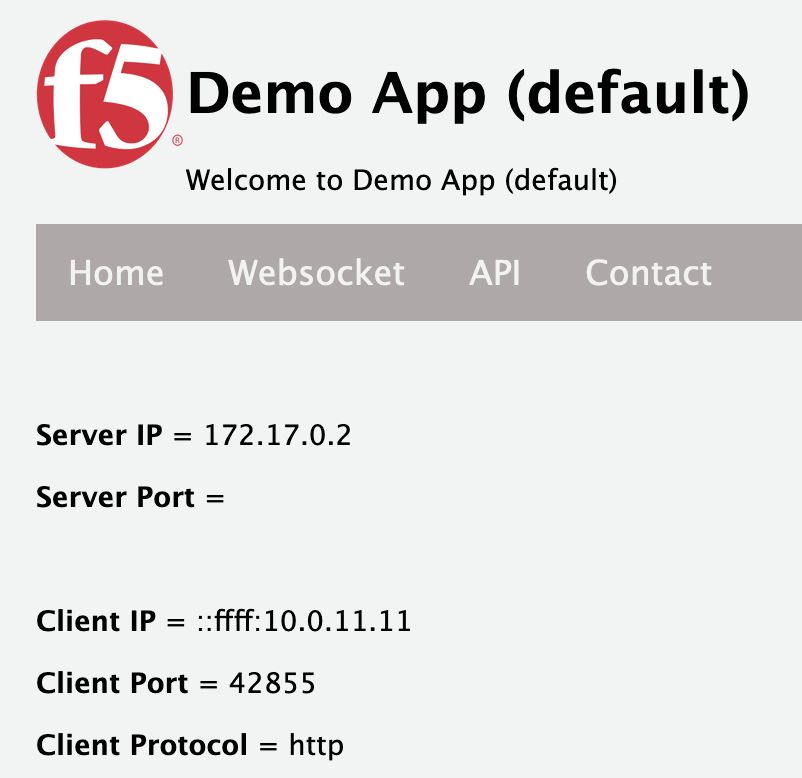 f5®
Demo App (default)
Welcome to Demo App (default)
Home Websocket API Contact
Server IP = 172.17.0.2
Server Port =
Client IP = ::ffff:10.0.11.11
Client Port = 42855
Client Protocol = http